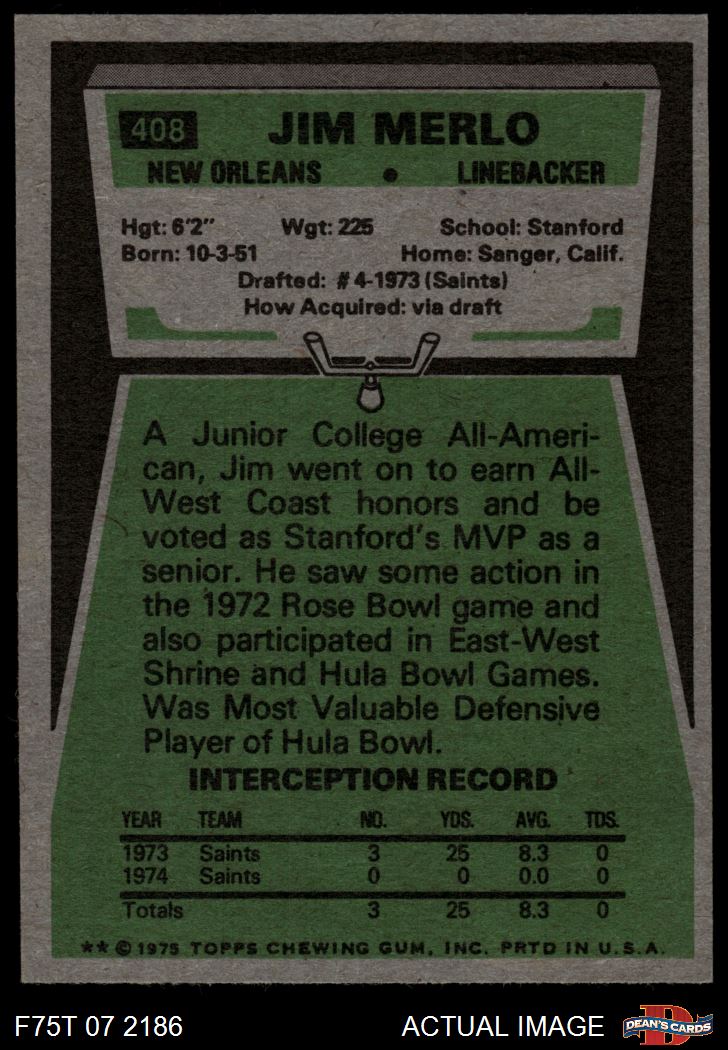 408 JIM MERLO
NEW ORLEANS • LINEBACKER
Hgt: 6'2" Wgt: 225 School: Stanford
Born: 10-3-51 Home: Sanger, Calif.
Drafted: #4-1973 (Saints)
How Acquired: via draft
A Junior College All-Ameri-
can, Jim went on to earn All-
West Coast honors and be
voted as Stanford's MVP as a
senior. He saw some action in
the 1972 Rose Bowl game and
also participated in East-West
Shrine and Hula Bowl Games.
Was Most Valuable Defensive
Player of Hula Bowl.
INTERCEPTION RECORD
YEAR TEAM NO. YDS. AVG. TDS.
1973 Saints 3 25 8.3 0
1974 Saints 0 0 0.0 0
Totals 3 25 8.3 0
** © 1975 TOPPS CHEWING GUM, INC. PRTD IN U.S.A.
F75T 07 2186 ACTUAL IMAGE D DEAN'S CARDS